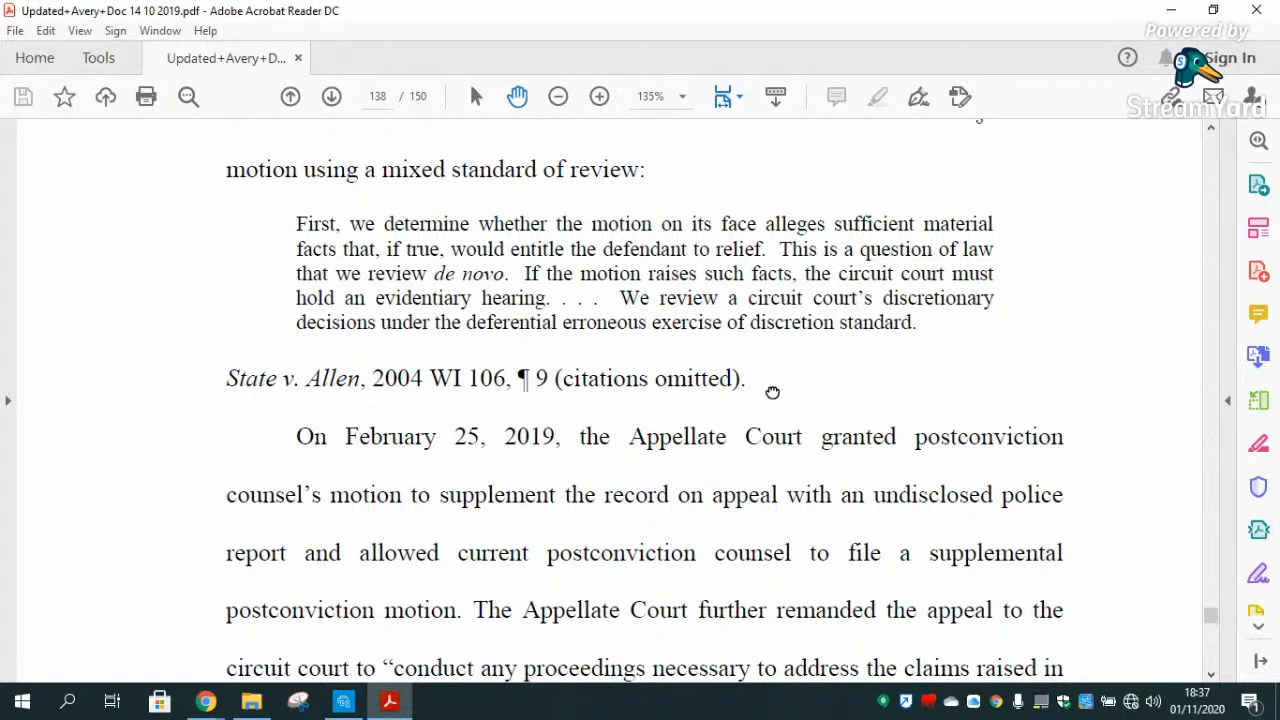 Updated+Avery+Doc 14 10 2019.pdf - Adobe Acrobat Reader DC
File Edit View Sign Window Help
Powered by
Home Tools Updated+Avery+D... × Sign In
138 / 150 135%
StreamYard
motion using a mixed standard of review:
First, we determine whether the motion on its face alleges sufficient material
facts that, if true, would entitle the defendant to relief. This is a question of law
that we review de novo. If the motion raises such facts, the circuit court must
hold an evidentiary hearing. . . . We review a circuit court’s discretionary
decisions under the deferential erroneous exercise of discretion standard.
State v. Allen, 2004 WI 106, ¶ 9 (citations omitted).
On February 25, 2019, the Appellate Court granted postconviction
counsel’s motion to supplement the record on appeal with an undisclosed police
report and allowed current postconviction counsel to file a supplemental
postconviction motion. The Appellate Court further remanded the appeal to the
circuit court to “conduct any proceedings necessary to address the claims raised in
18:37
01/11/2020